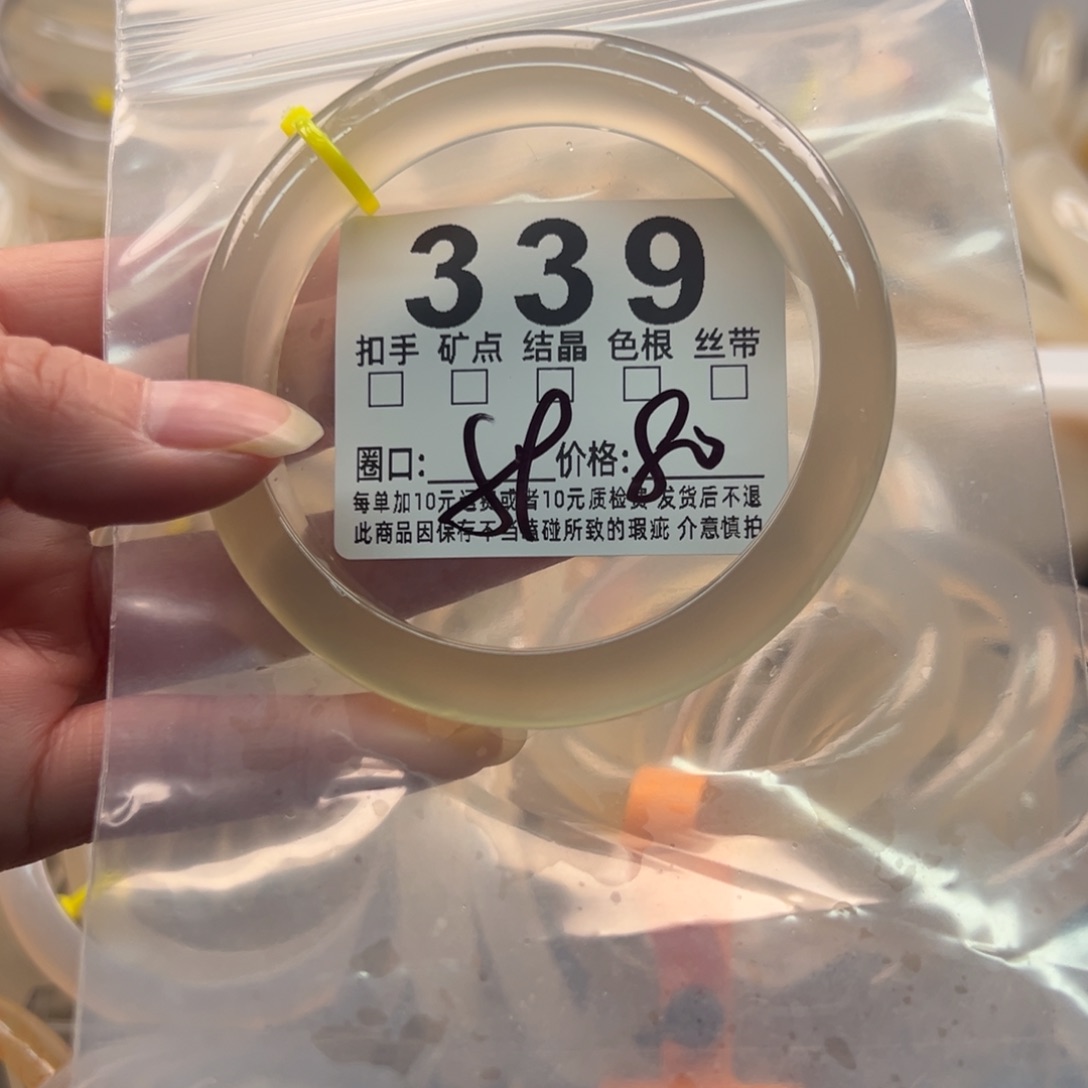 339
扣手 矿点 结晶 色根 丝带
圈口: 58 价格: 80
每单加10元运费或者10元质检费 发货后不退
此商品因保存不当磕碰所致的瑕疵 介意慎拍